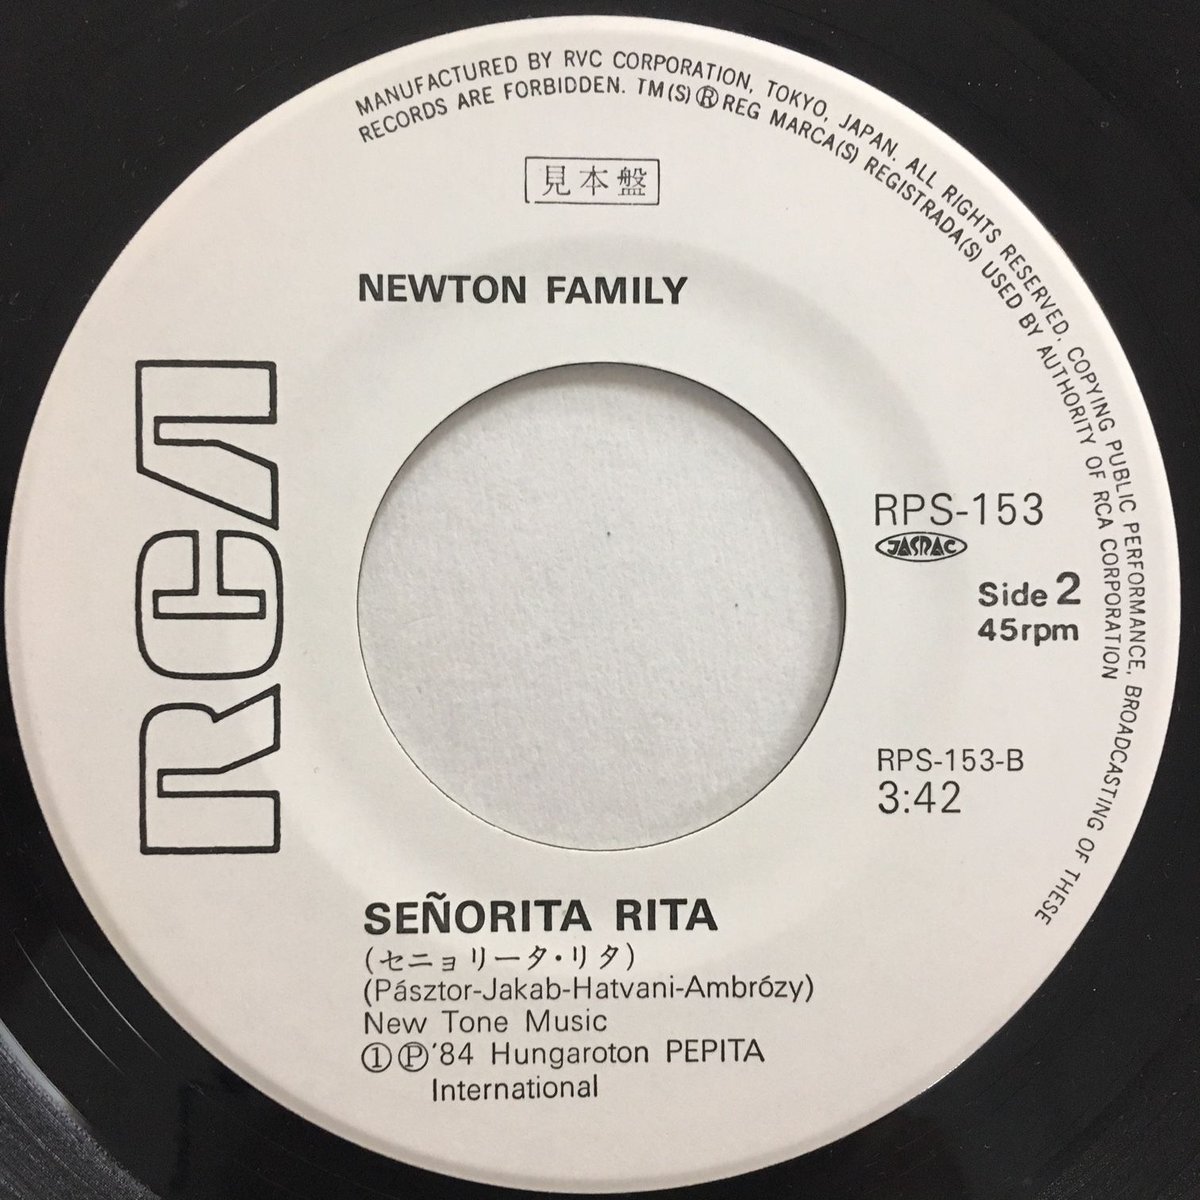 MANUFACTURED BY RVC CORPORATION, TOKYO, JAPAN. ALL RIGHTS RESERVED, COPYING PUBLIC PERFORMANCE, BROADCASTING OF THESE
RECORDS ARE FORBIDDEN. TM(S)® REG MARCA(S) REGISTRADA(S) USED BY AUTHORITY OF RCA CORPORATION
見本盤
NEWTON FAMILY
RCA
RPS-153
JASRAC
Side 2
45rpm
RPS-153-B
3:42
SEÑORITA RITA
(セニョリータ・リタ)
(Pásztor-Jakab-Hatvani-Ambrózy)
New Tone Music
①Ⓟ'84 Hungaroton PEPITA
International